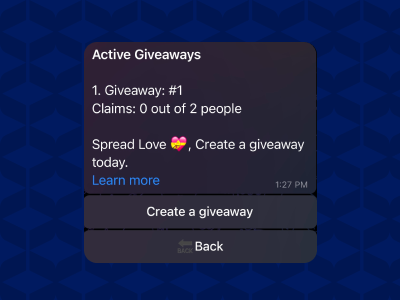 Active Giveaways
1. Giveaway: #1
Claims: 0 out of 2 people
Spread Love 💝, Create a giveaway
today.
Learn more
1:27 PM
Create a giveaway
🔙 Back